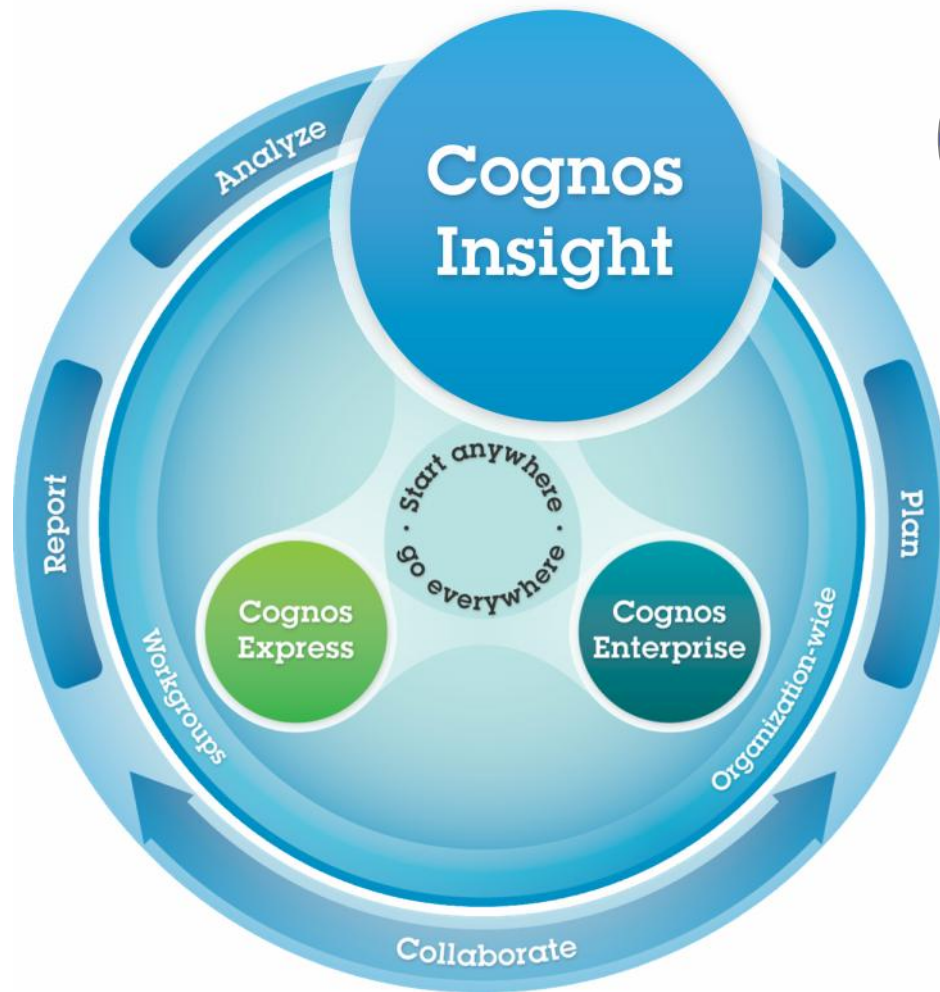 Analyze
Cognos
Insight
Report
Plan
· Start anywhere ·
go everywhere
Cognos
Express
Cognos
Enterprise
Workgroups
Organization-wide
Collaborate